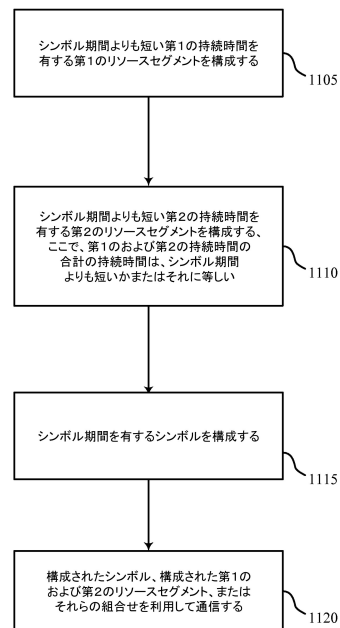 シンボル期間よりも短い第1の持続時間を
有する第1のリソースセグメントを構成する
1105
シンボル期間よりも短い第2の持続時間を
有する第2のリソースセグメントを構成する、
ここで、第1のおよび第2の持続時間の
合計の持続時間は、シンボル期間
よりも短いかまたはそれに等しい
1110
シンボル期間を有するシンボルを構成する
1115
構成されたシンボル、構成された第1の
および第2のリソースセグメント、または
それらの組合せを利用して通信する
1120